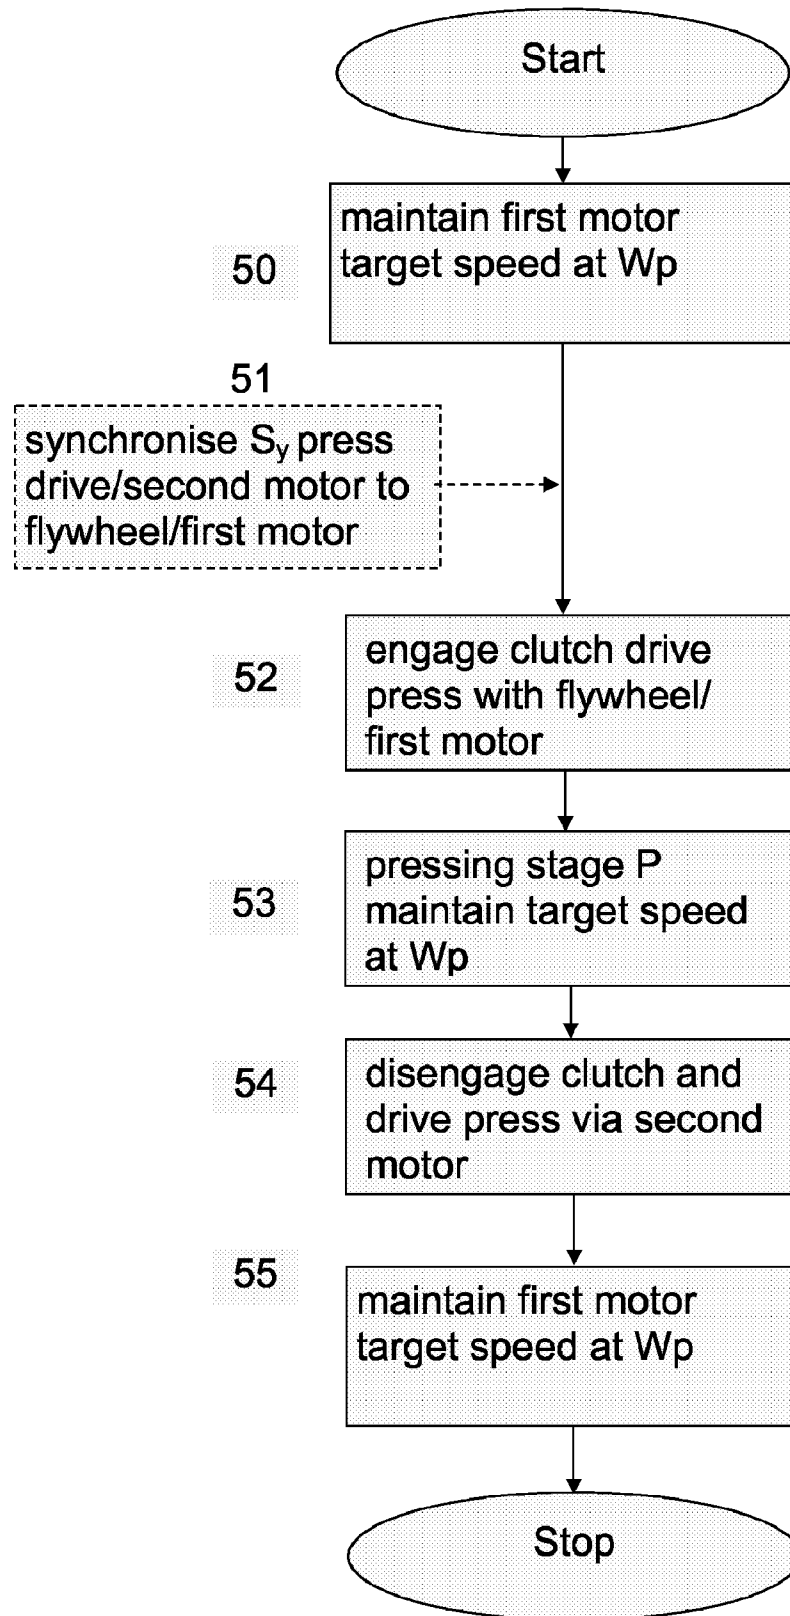 Start
maintain first motor
target speed at Wp
50
51
synchronise Sy press
drive/second motor to
flywheel/first motor
engage clutch drive
press with flywheel/
first motor
52
pressing stage P
maintain target speed
at Wp
53
disengage clutch and
drive press via second
motor
54
55
maintain first motor
target speed at Wp
Stop